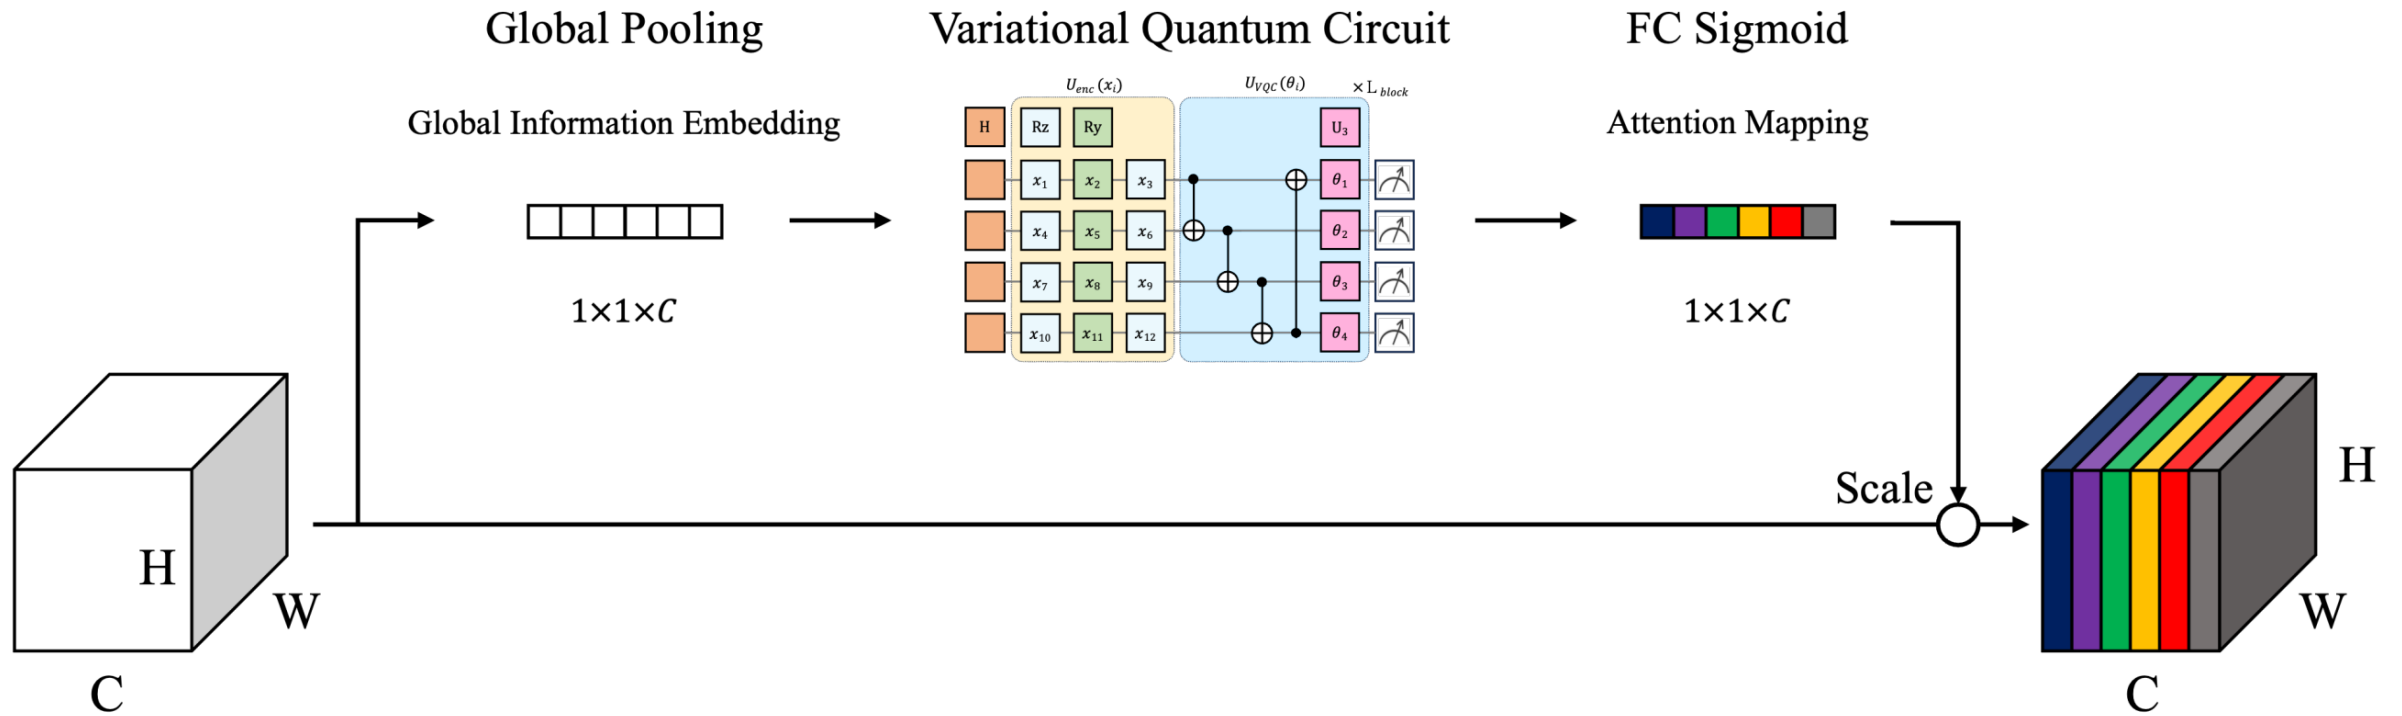 Global Pooling
Variational Quantum Circuit
FC Sigmoid
Global Information Embedding
Attention Mapping
U_enc(x_i)
U_VQC(θ_i)
×L_block
H Rz Ry U₃
x₁ x₂ x₃ θ₁
x₄ x₅ x₆ θ₂
x₇ x₈ x₉ θ₃
x₁₀ x₁₁ x₁₂ θ₄
1×1×C
1×1×C
Scale
H
W
C
H
W
C